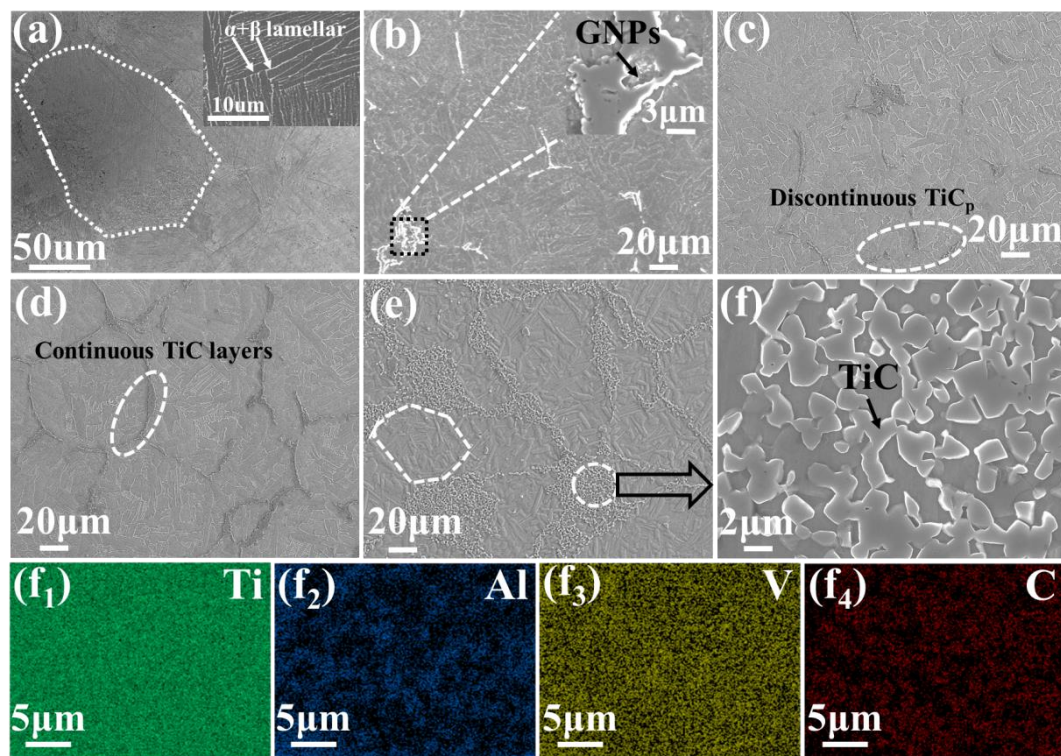 (a)
α+β lamellar
10um
50um
(b)
GNPs
3μm
20μm
(c)
Discontinuous TiCₚ
20μm
(d)
Continuous TiC layers
20μm
(e)
20μm
(f)
TiC
2μm
(f₁)
Ti
5μm
(f₂)
Al
5μm
(f₃)
V
5μm
(f₄)
C
5μm